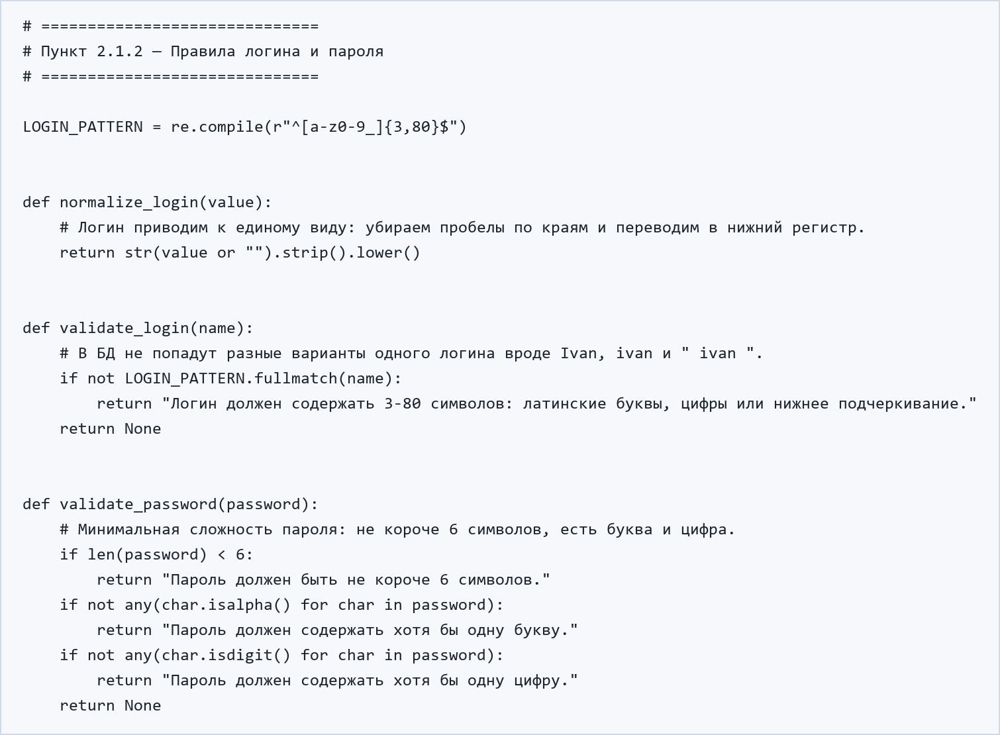 # ==============================
# Пункт 2.1.2 — Правила логина и пароля
# ==============================
LOGIN_PATTERN = re.compile(r"^[a-z0-9_]{3,80}$")
def normalize_login(value):
    # Логин приводим к единому виду: убираем пробелы по краям и переводим в нижний регистр.
    return str(value or "").strip().lower()
def validate_login(name):
    # В БД не попадут разные варианты одного логина вроде Ivan, ivan и " ivan ".
    if not LOGIN_PATTERN.fullmatch(name):
        return "Логин должен содержать 3-80 символов: латинские буквы, цифры или нижнее подчеркивание."
    return None
def validate_password(password):
    # Минимальная сложность пароля: не короче 6 символов, есть буква и цифра.
    if len(password) < 6:
        return "Пароль должен быть не короче 6 символов."
    if not any(char.isalpha() for char in password):
        return "Пароль должен содержать хотя бы одну букву."
    if not any(char.isdigit() for char in password):
        return "Пароль должен содержать хотя бы одну цифру."
    return None